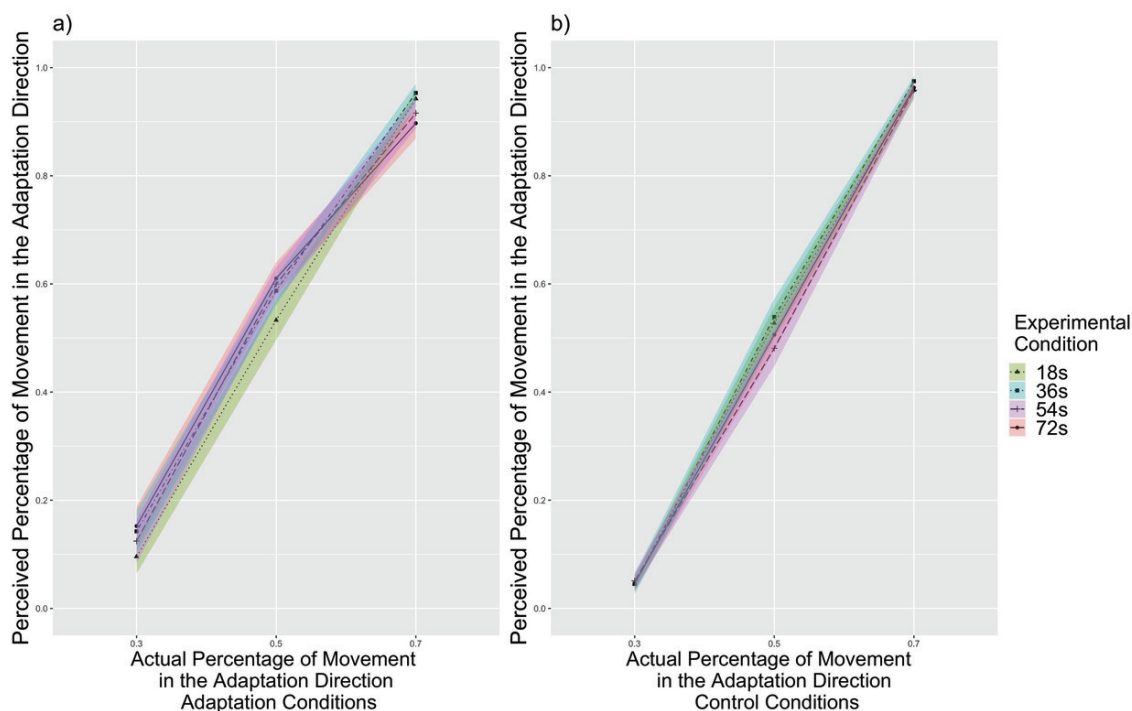 a)
Perceived Percentage of Movement in the Adaptation Direction
1.0
0.8
0.6
0.4
0.2
0.0
0.3
0.5
0.7
Actual Percentage of Movement
in the Adaptation Direction
Adaptation Conditions
b)
Perceived Percentage of Movement in the Adaptation Direction
1.0
0.8
0.6
0.4
0.2
0.0
0.3
0.5
0.7
Actual Percentage of Movement
in the Adaptation Direction
Control Conditions
Experimental
Condition
18s
36s
54s
72s